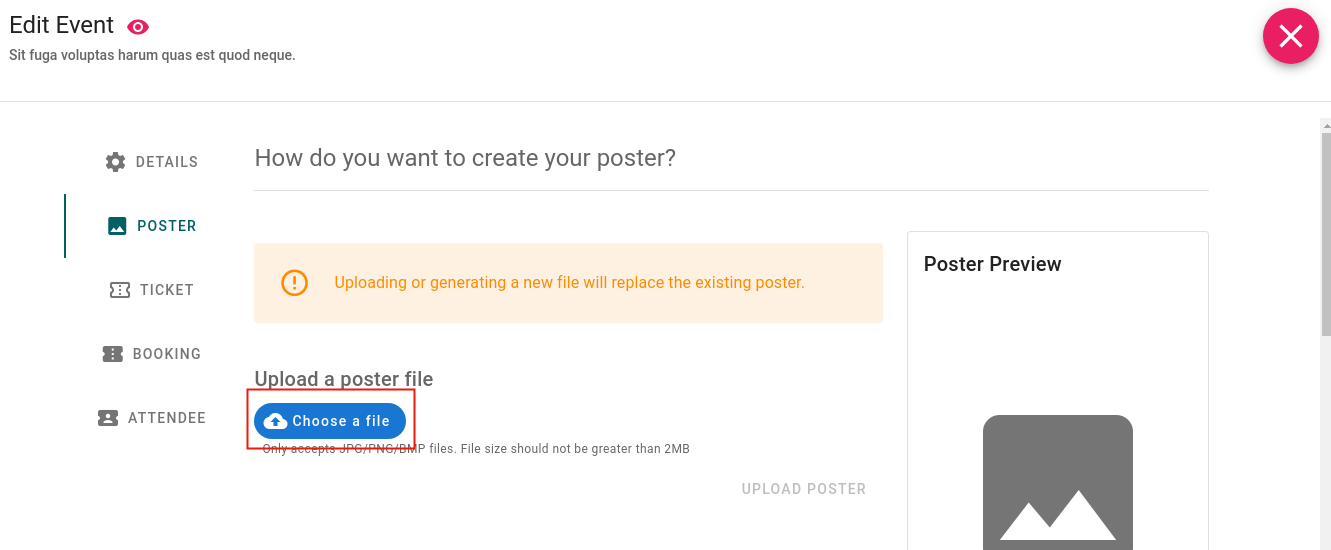 Edit Event
Sit fuga voluptas harum quas est quod neque.
DETAILS
POSTER
TICKET
BOOKING
ATTENDEE
How do you want to create your poster?
Uploading or generating a new file will replace the existing poster.
Upload a poster file
Choose a file
Only accepts JPG/PNG/BMP files. File size should not be greater than 2MB
UPLOAD POSTER
Poster Preview